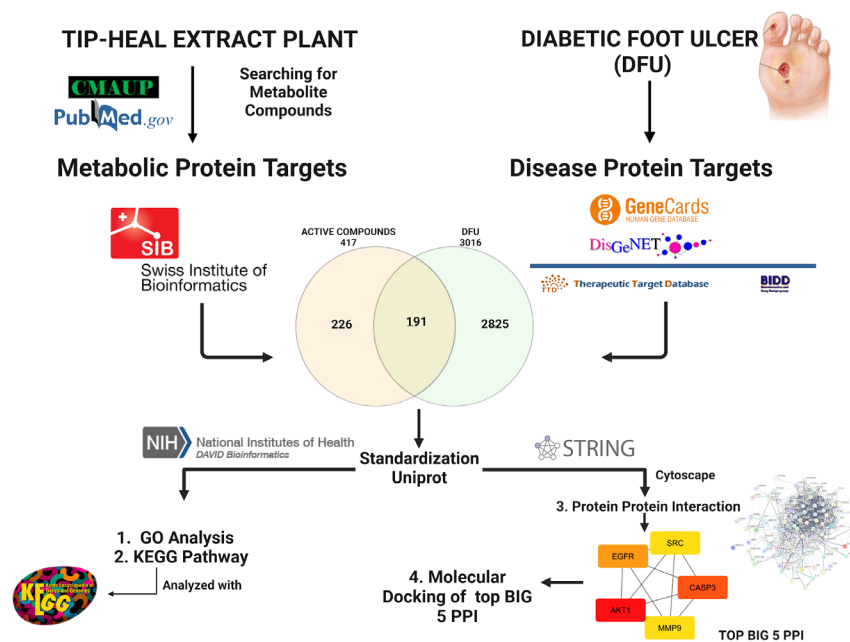 TIP-HEAL EXTRACT PLANT
CMAUP
PubMed.gov
Searching for
Metabolite
Compounds
DIABETIC FOOT ULCER
(DFU)
Metabolic Protein Targets
Disease Protein Targets
SIB
Swiss Institute of
Bioinformatics
ACTIVE COMPOUNDS
417
DFU
3016
226
191
2825
GeneCards
HUMAN GENE DATABASE
DisGeNET
TTD
Therapeutic Target Database
BIDD
NIH
National Institutes of Health
DAVID Bioinformatics
Standardization
Uniprot
STRING
Cytoscape
3. Protein Protein Interaction
1. GO Analysis
2. KEGG Pathway
Analyzed with
KEGG
4. Molecular
Docking of top BIG
5 PPI
SRC
EGFR
CASP3
AKT1
MMP9
TOP BIG 5 PPI